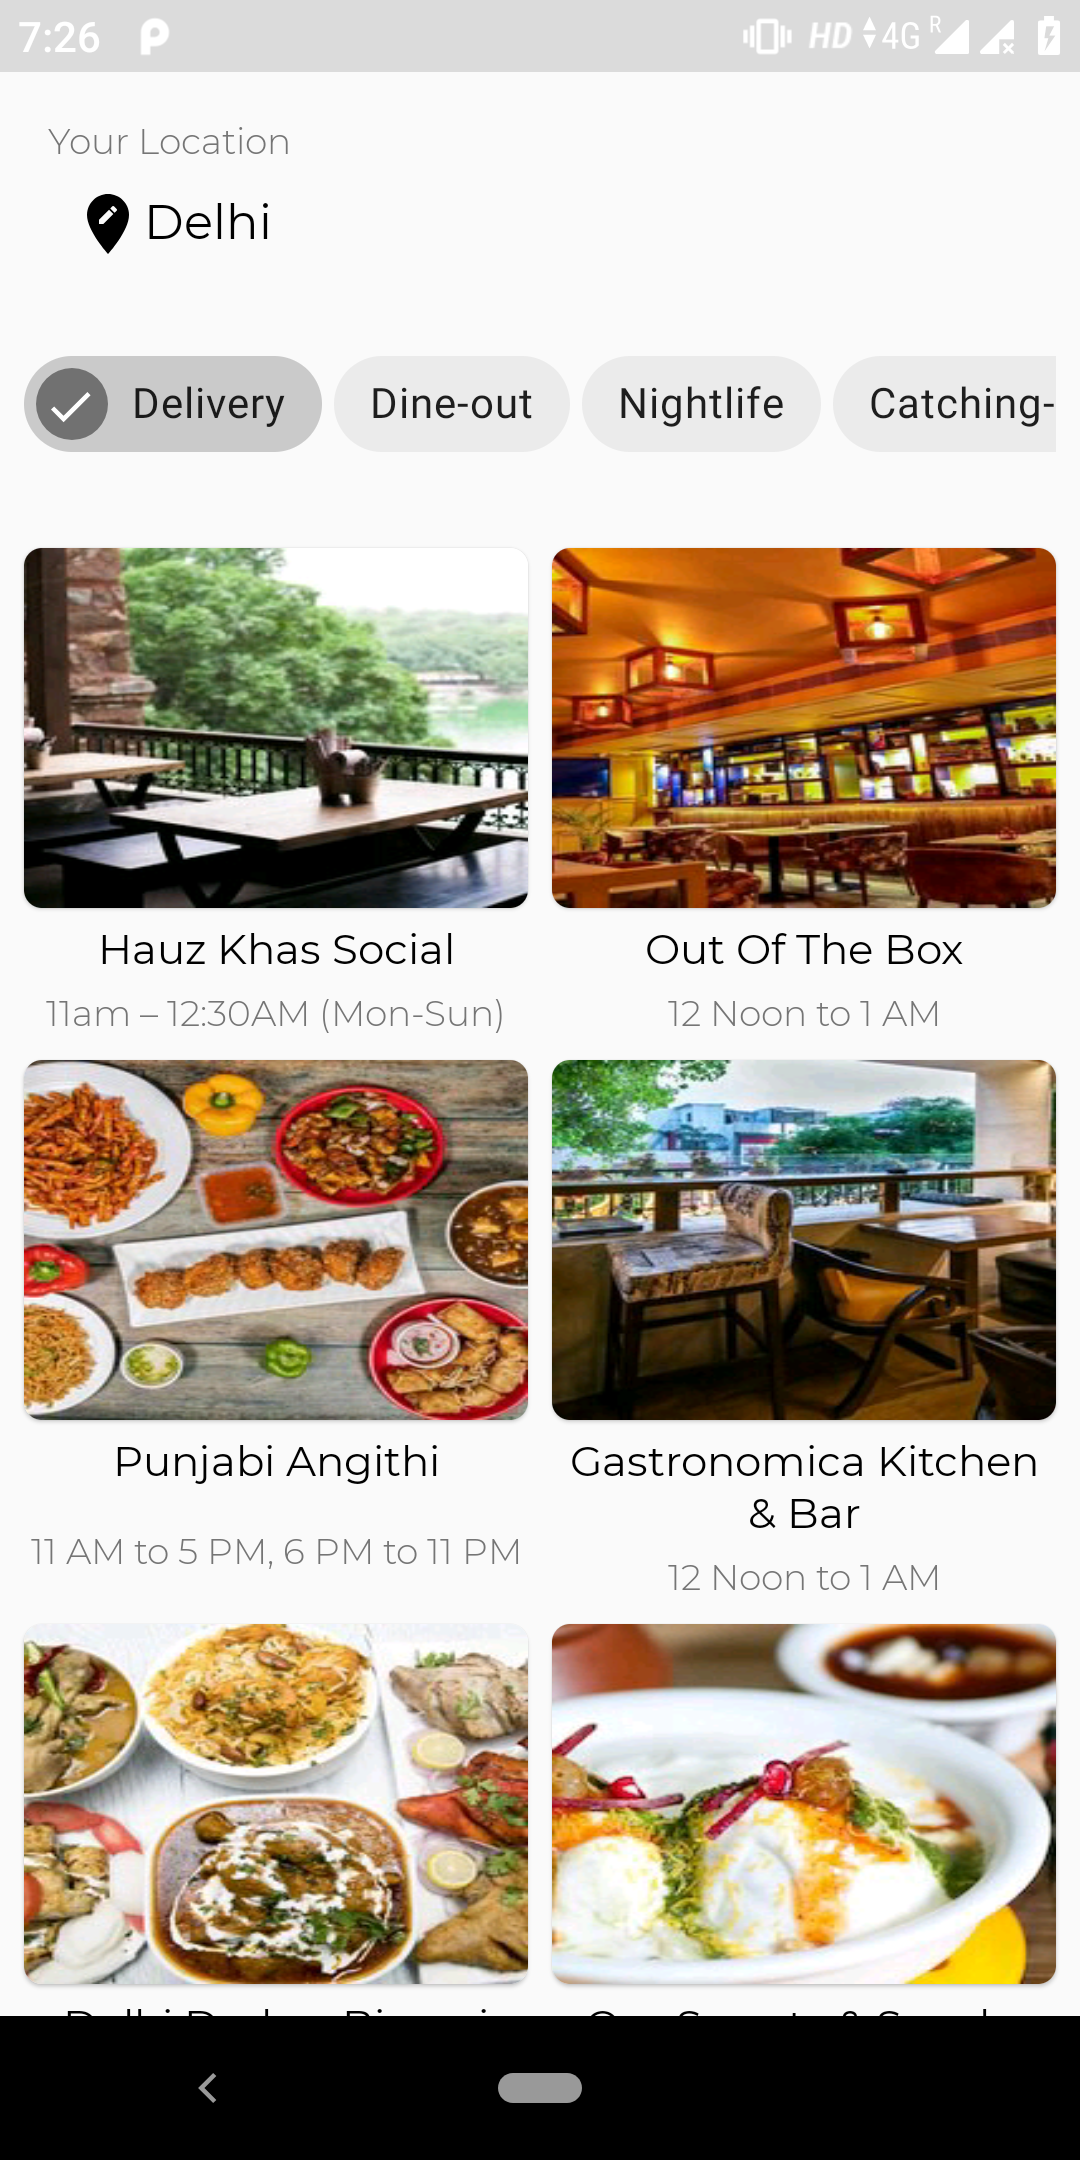 7:26 HD 4G R
Your Location
Delhi
Delivery Dine-out Nightlife Catching-
Hauz Khas Social Out Of The Box
11am – 12:30AM (Mon-Sun) 12 Noon to 1 AM
Punjabi Angithi Gastronomica Kitchen
& Bar
11 AM to 5 PM, 6 PM to 11 PM 12 Noon to 1 AM